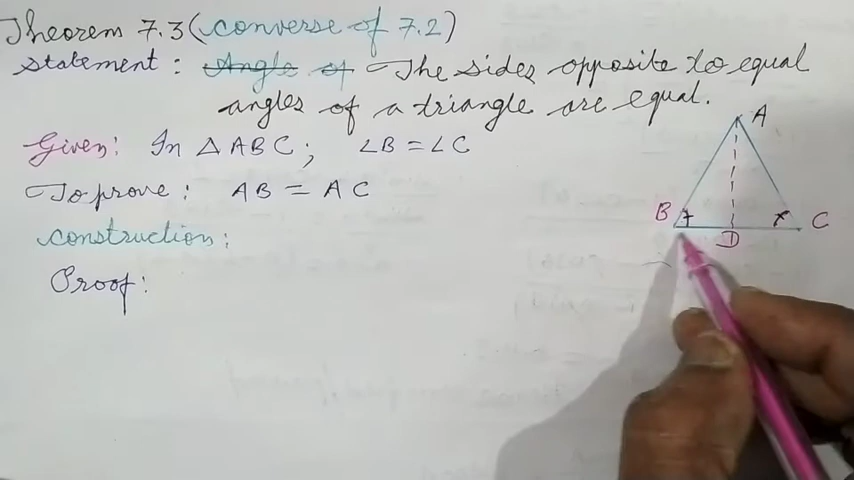 Theorem 7.3 (converse of 7.2)
statement : Angle of The sides opposite to equal
angles of a triangle are equal.
Given: In △ABC; ∠B = ∠C
To prove: AB = AC
construction:
Proof:
A
B
C
D